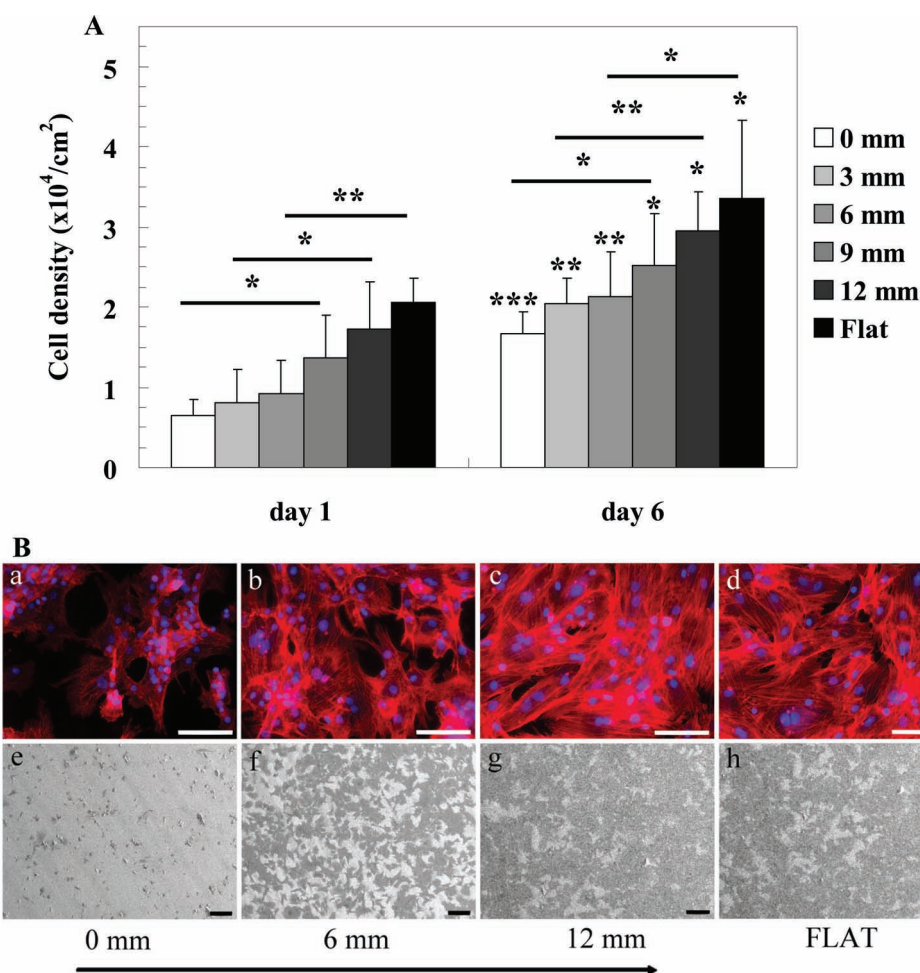 A
Cell density (x10⁴/cm²)
5
4
3
2
1
0
*
*
**
***
**
**
*
*
*
*
**
*
day 1
day 6
0 mm
3 mm
6 mm
9 mm
12 mm
Flat
B
a
b
c
d
e
f
g
h
0 mm
6 mm
12 mm
FLAT